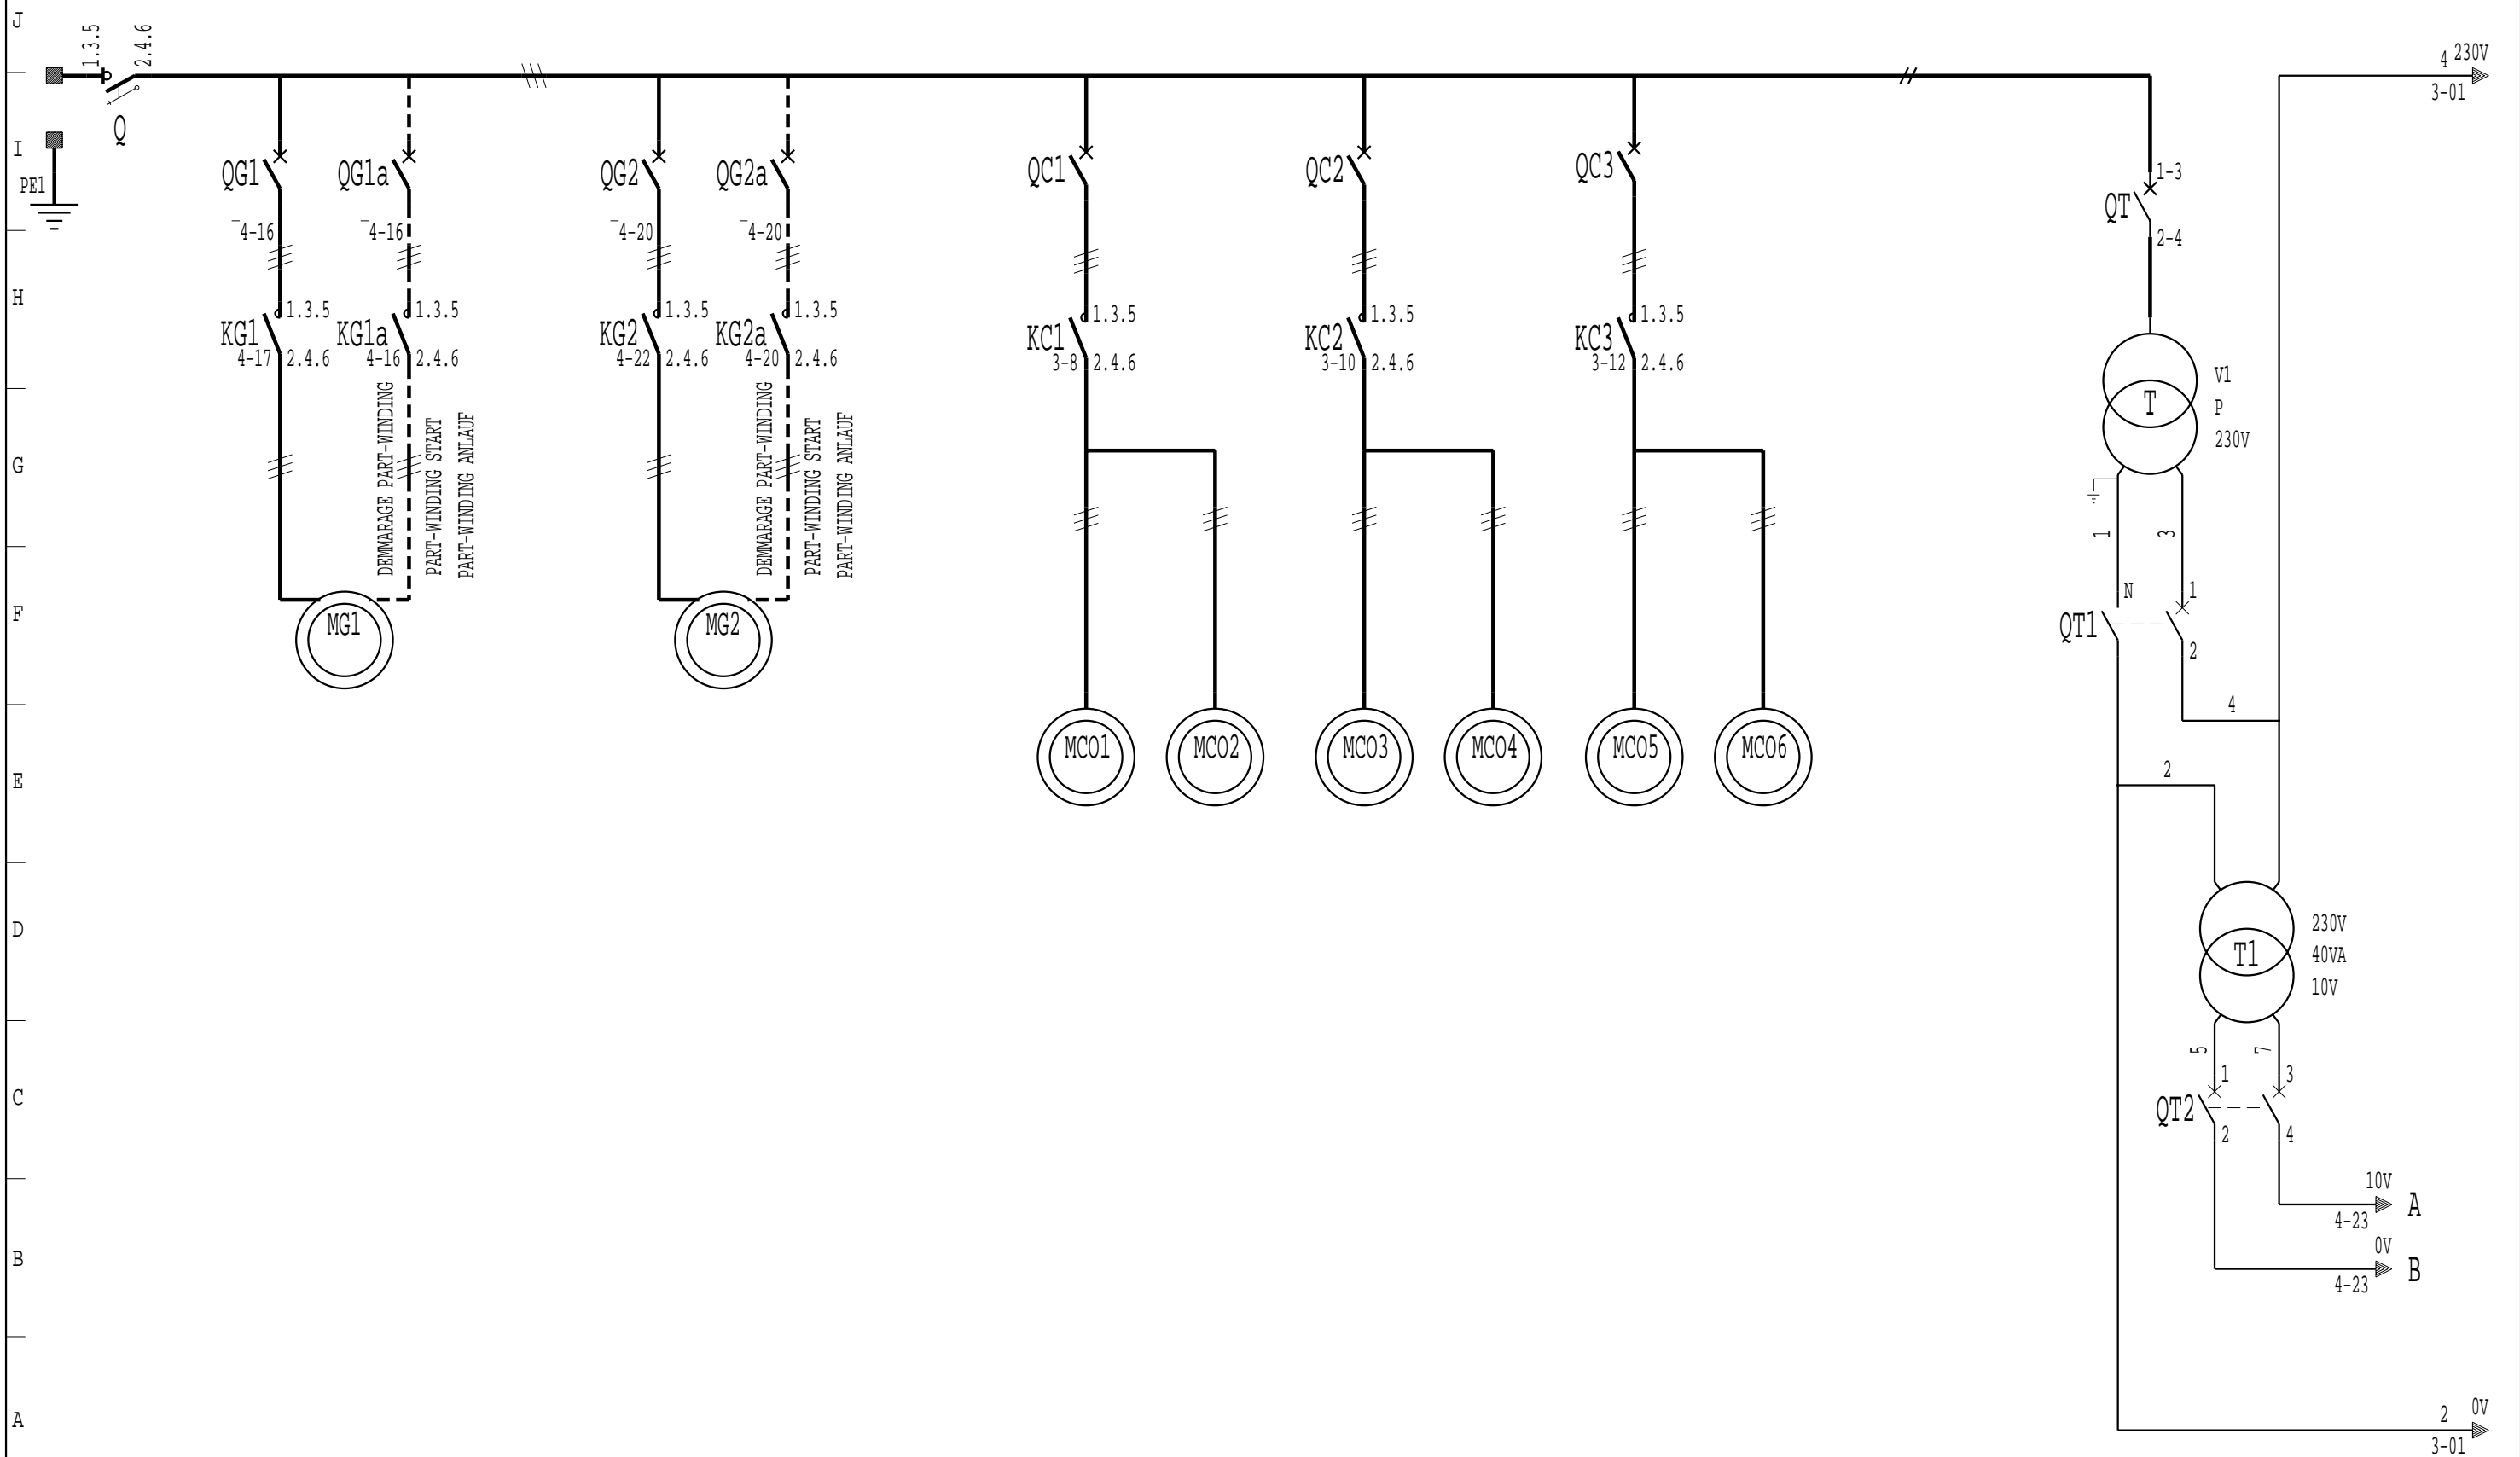 J
1.3.5
2.4.6
4
230V
3-01
Q
I
PE1
QG1
QG1a
QG2
QG2a
QC1
QC2
QC3
1-3
QT
2-4
¯4-16
¯4-16
¯4-20
¯4-20
H
KG1
1.3.5
4-17
2.4.6
KG1a
1.3.5
4-16
2.4.6
KG2
1.3.5
4-22
2.4.6
KG2a
1.3.5
4-20
2.4.6
KC1
1.3.5
3-8
2.4.6
KC2
1.3.5
3-10
2.4.6
KC3
1.3.5
3-12
2.4.6
T
V1
P
230V
G
DEMMARAGE PART-WINDING
PART-WINDING START
PART-WINDING ANLAUF
DEMMARAGE PART-WINDING
PART-WINDING START
PART-WINDING ANLAUF
1
3
F
MG1
MG2
N
1
QT1
2
4
MCO1
MCO2
MCO3
MCO4
MCO5
MCO6
E
2
D
T1
230V
40VA
10V
5
7
C
1
3
QT2
2
4
10V
A
4-23
B
0V
B
4-23
A
2
0V
3-01